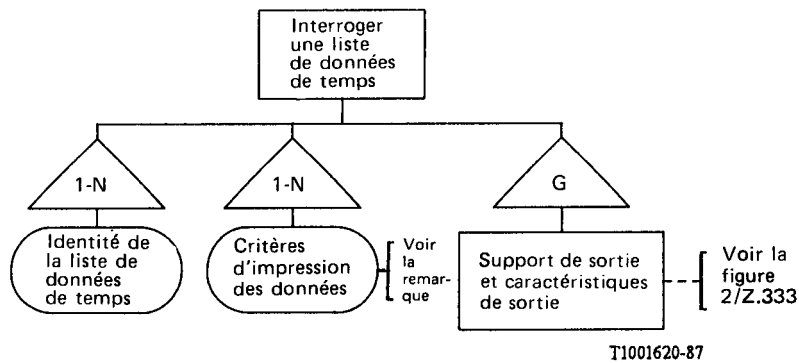 Interroger
une liste
de données
de temps
1-N
1-N
G
Identité de
la liste de
données
de temps
Critères
d'impression
des données
Voir
la
remar-
que
Support de sortie
et caractéristiques
de sortie
Voir la
figure
2/Z.333
T1001620-87